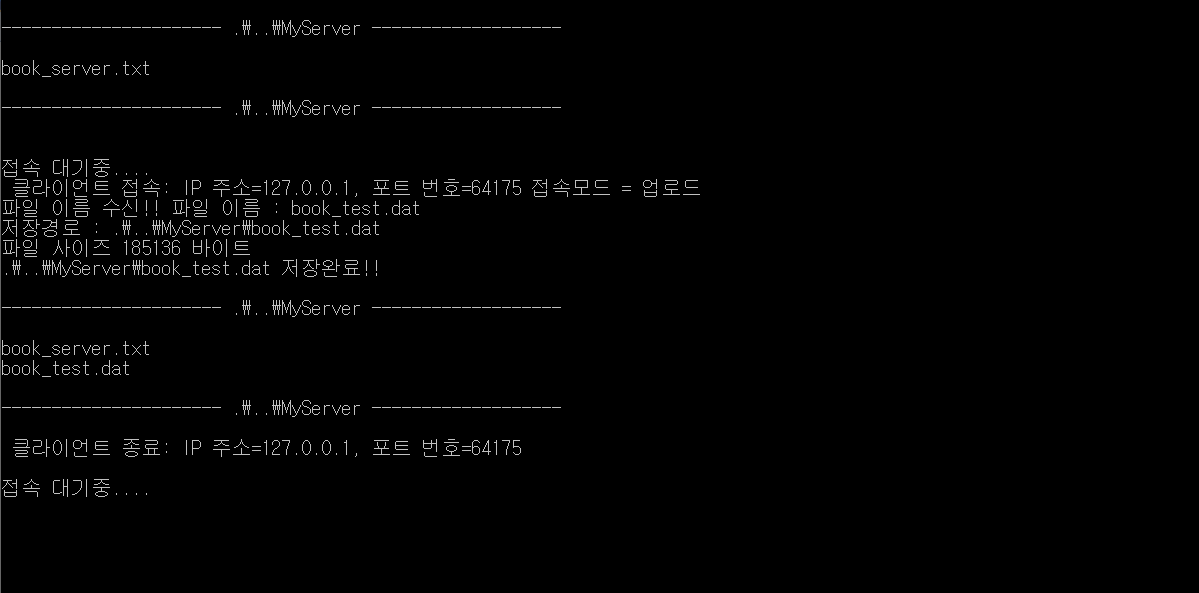 ---------------------- .₩..₩MyServer -------------------
book_server.txt
---------------------- .₩..₩MyServer -------------------
접속 대기중....
클라이언트 접속: IP 주소=127.0.0.1, 포트 번호=64175 접속모드 = 업로드
파일 이름 수신!! 파일 이름 : book_test.dat
저장경로 : .₩..₩MyServer₩book_test.dat
파일 사이즈 185136 바이트
.₩..₩MyServer₩book_test.dat 저장완료!!
---------------------- .₩..₩MyServer -------------------
book_server.txt
book_test.dat
---------------------- .₩..₩MyServer -------------------
클라이언트 종료: IP 주소=127.0.0.1, 포트 번호=64175
접속 대기중....